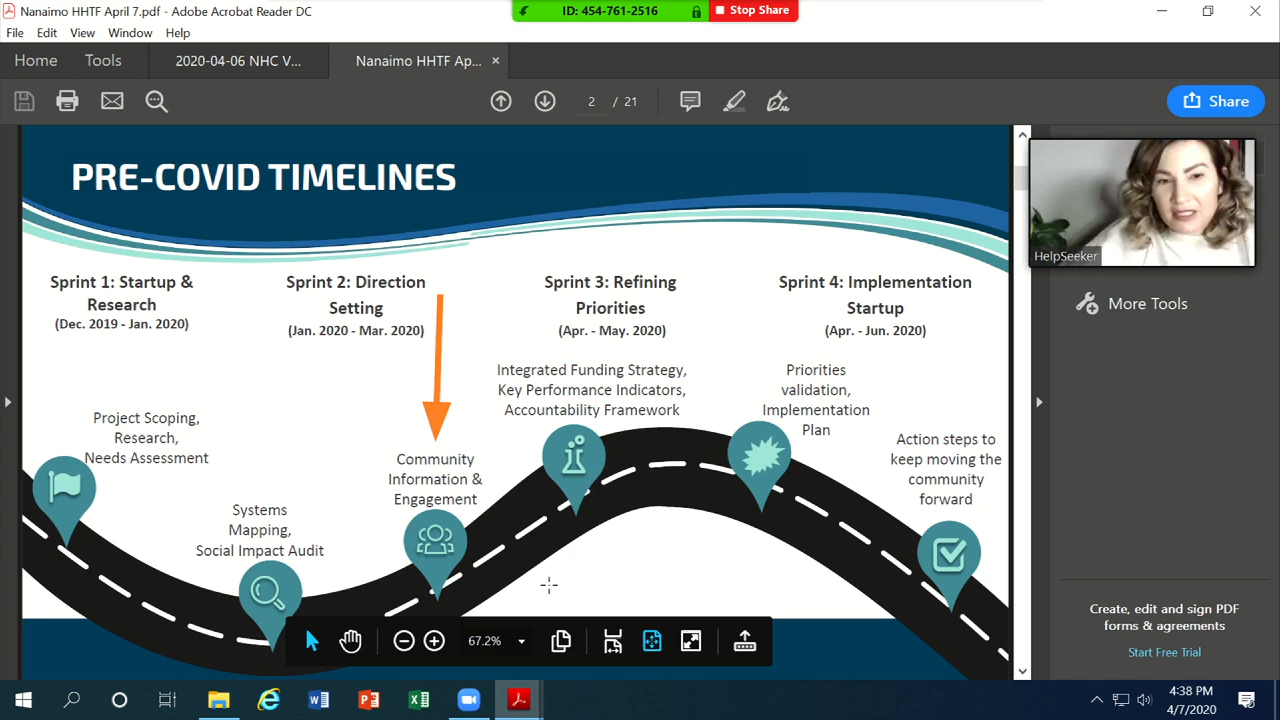 Nanaimo HHTF April 7.pdf - Adobe Acrobat Reader DC
ID: 454-761-2516
Stop Share
File Edit View Window Help
Home Tools 2020-04-06 NHC V... Nanaimo HHTF Ap... ×
2 / 21
Share
PRE-COVID TIMELINES
HelpSeeker
Sprint 1: Startup &
Research
(Dec. 2019 - Jan. 2020)
Sprint 2: Direction
Setting
(Jan. 2020 - Mar. 2020)
Sprint 3: Refining
Priorities
(Apr. - May. 2020)
Sprint 4: Implementation
Startup
(Apr. - Jun. 2020)
More Tools
Project Scoping,
Research,
Needs Assessment
Systems
Mapping,
Social Impact Audit
Community
Information &
Engagement
Integrated Funding Strategy,
Key Performance Indicators,
Accountability Framework
Priorities
validation,
Implementation
Plan
Action steps to
keep moving the
community
forward
Create, edit and sign PDF
forms & agreements
Start Free Trial
67.2%
4:38 PM
4/7/2020